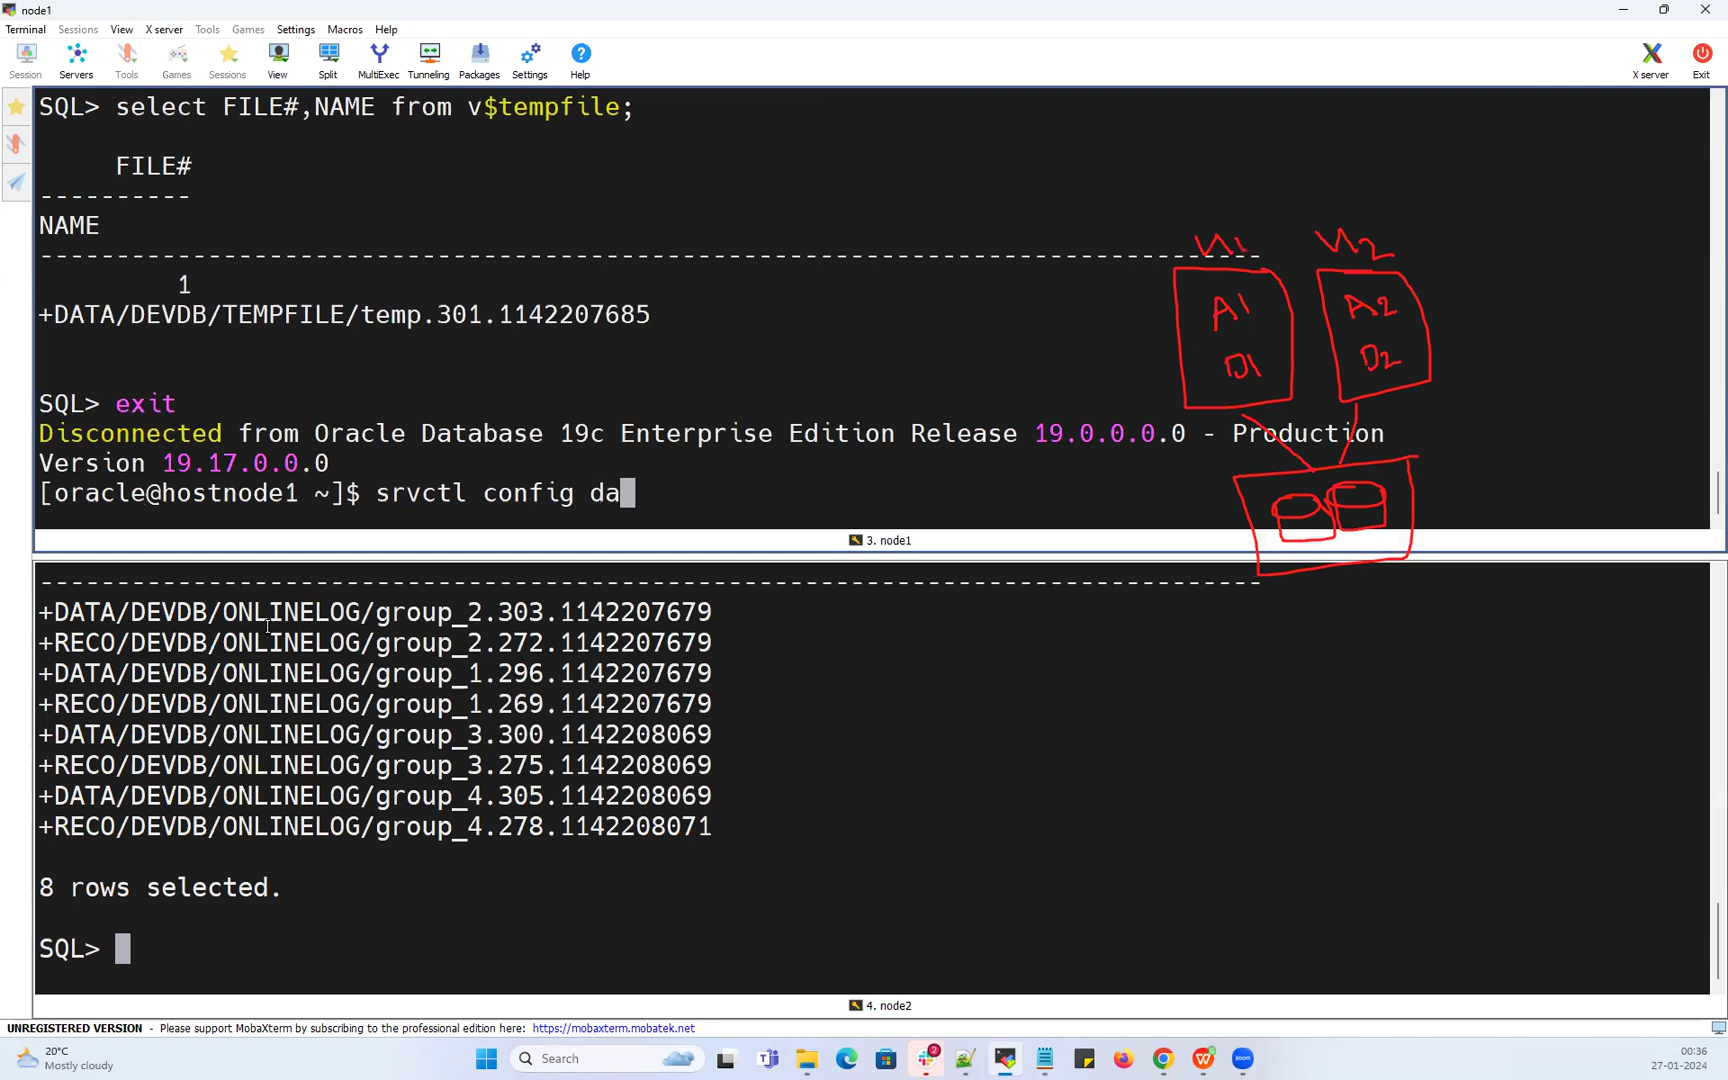 node1
Terminal Sessions View X server Tools Games Settings Macros Help
Session Servers Tools Games Sessions View Split MultiExec Tunneling Packages Settings Help X server Exit
SQL> select FILE#,NAME from v$tempfile;
FILE#
----------
NAME
--------------------------------------------------------------------------------
1
+DATA/DEVDB/TEMPFILE/temp.301.1142207685
SQL> exit
Disconnected from Oracle Database 19c Enterprise Edition Release 19.0.0.0.0 - Production
Version 19.17.0.0.0
[oracle@hostnode1 ~]$ srvctl config da
N1 N2
A1 A2
D1 D2
3. node1
--------------------------------------------------------------------------------
+DATA/DEVDB/ONLINELOG/group_2.303.1142207679
+RECO/DEVDB/ONLINELOG/group_2.272.1142207679
+DATA/DEVDB/ONLINELOG/group_1.296.1142207679
+RECO/DEVDB/ONLINELOG/group_1.269.1142207679
+DATA/DEVDB/ONLINELOG/group_3.300.1142208069
+RECO/DEVDB/ONLINELOG/group_3.275.1142208069
+DATA/DEVDB/ONLINELOG/group_4.305.1142208069
+RECO/DEVDB/ONLINELOG/group_4.278.1142208071
8 rows selected.
SQL>
4. node2
UNREGISTERED VERSION - Please support MobaXterm by subscribing to the professional edition here: https://mobaxterm.mobatek.net
20°C
Mostly cloudy
Search
2
00:36
27-01-2024